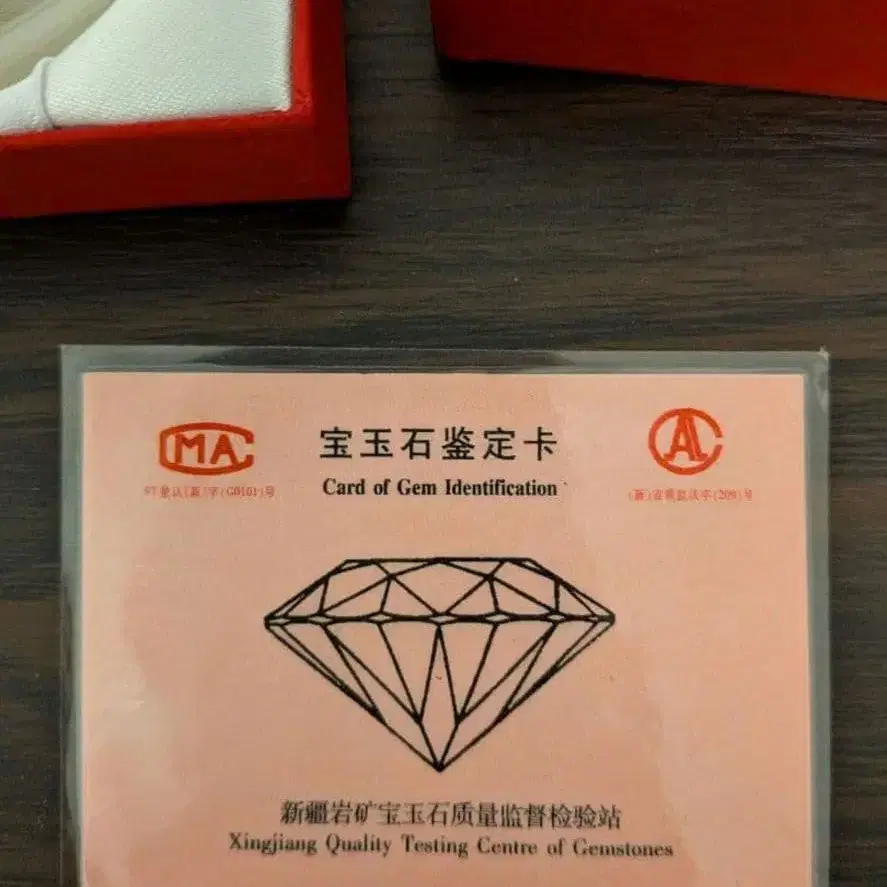 CMA
宝玉石鉴定卡
CAL
Card of Gem Identification
新疆岩矿宝玉石质量监督检验站
Xingjiang Quality Testing Centre of Gemstones